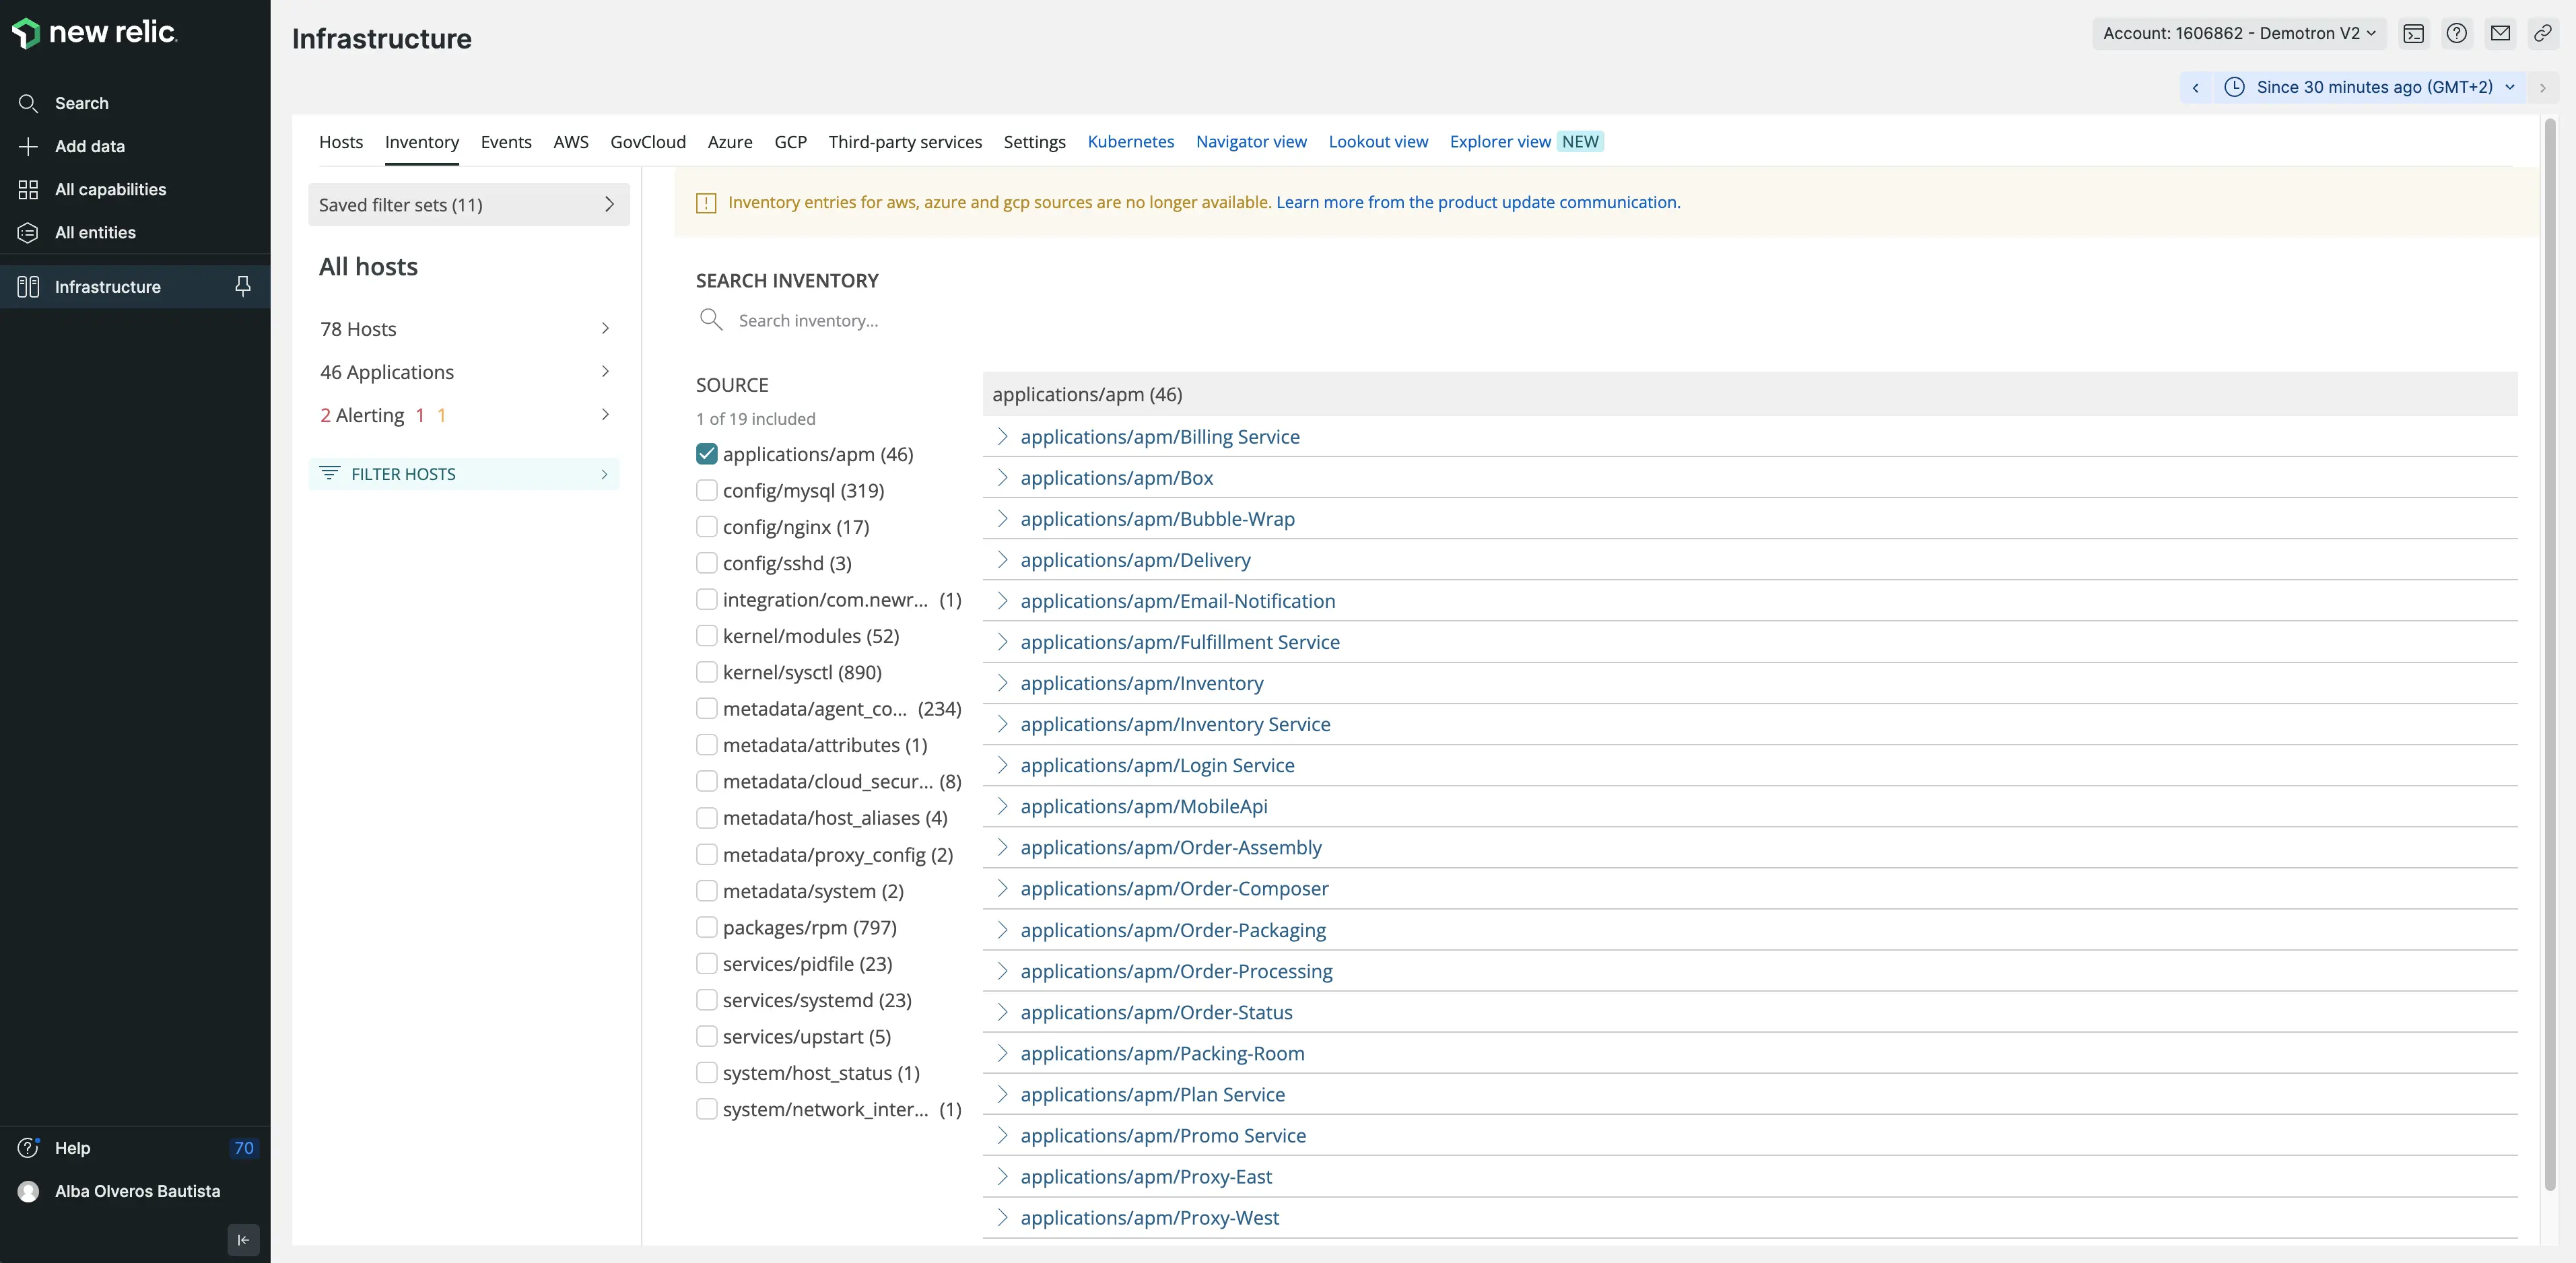 new relic.
Search
Add data
All capabilities
All entities
Infrastructure
Help 70
Alba Olveros Bautista
Infrastructure
Account: 1606862 - Demotron V2
Since 30 minutes ago (GMT+2)
Hosts Inventory Events AWS GovCloud Azure GCP Third-party services Settings Kubernetes Navigator view Lookout view Explorer view NEW
Saved filter sets (11)
All hosts
78 Hosts
46 Applications
2 Alerting 1 1
FILTER HOSTS
Inventory entries for aws, azure and gcp sources are no longer available. Learn more from the product update communication.
SEARCH INVENTORY
Search inventory...
SOURCE
1 of 19 included
applications/apm (46)
config/mysql (319)
config/nginx (17)
config/sshd (3)
integration/com.newr... (1)
kernel/modules (52)
kernel/sysctl (890)
metadata/agent_co... (234)
metadata/attributes (1)
metadata/cloud_secur... (8)
metadata/host_aliases (4)
metadata/proxy_config (2)
metadata/system (2)
packages/rpm (797)
services/pidfile (23)
services/systemd (23)
services/upstart (5)
system/host_status (1)
system/network_inter... (1)
applications/apm (46)
applications/apm/Billing Service
applications/apm/Box
applications/apm/Bubble-Wrap
applications/apm/Delivery
applications/apm/Email-Notification
applications/apm/Fulfillment Service
applications/apm/Inventory
applications/apm/Inventory Service
applications/apm/Login Service
applications/apm/MobileApi
applications/apm/Order-Assembly
applications/apm/Order-Composer
applications/apm/Order-Packaging
applications/apm/Order-Processing
applications/apm/Order-Status
applications/apm/Packing-Room
applications/apm/Plan Service
applications/apm/Promo Service
applications/apm/Proxy-East
applications/apm/Proxy-West